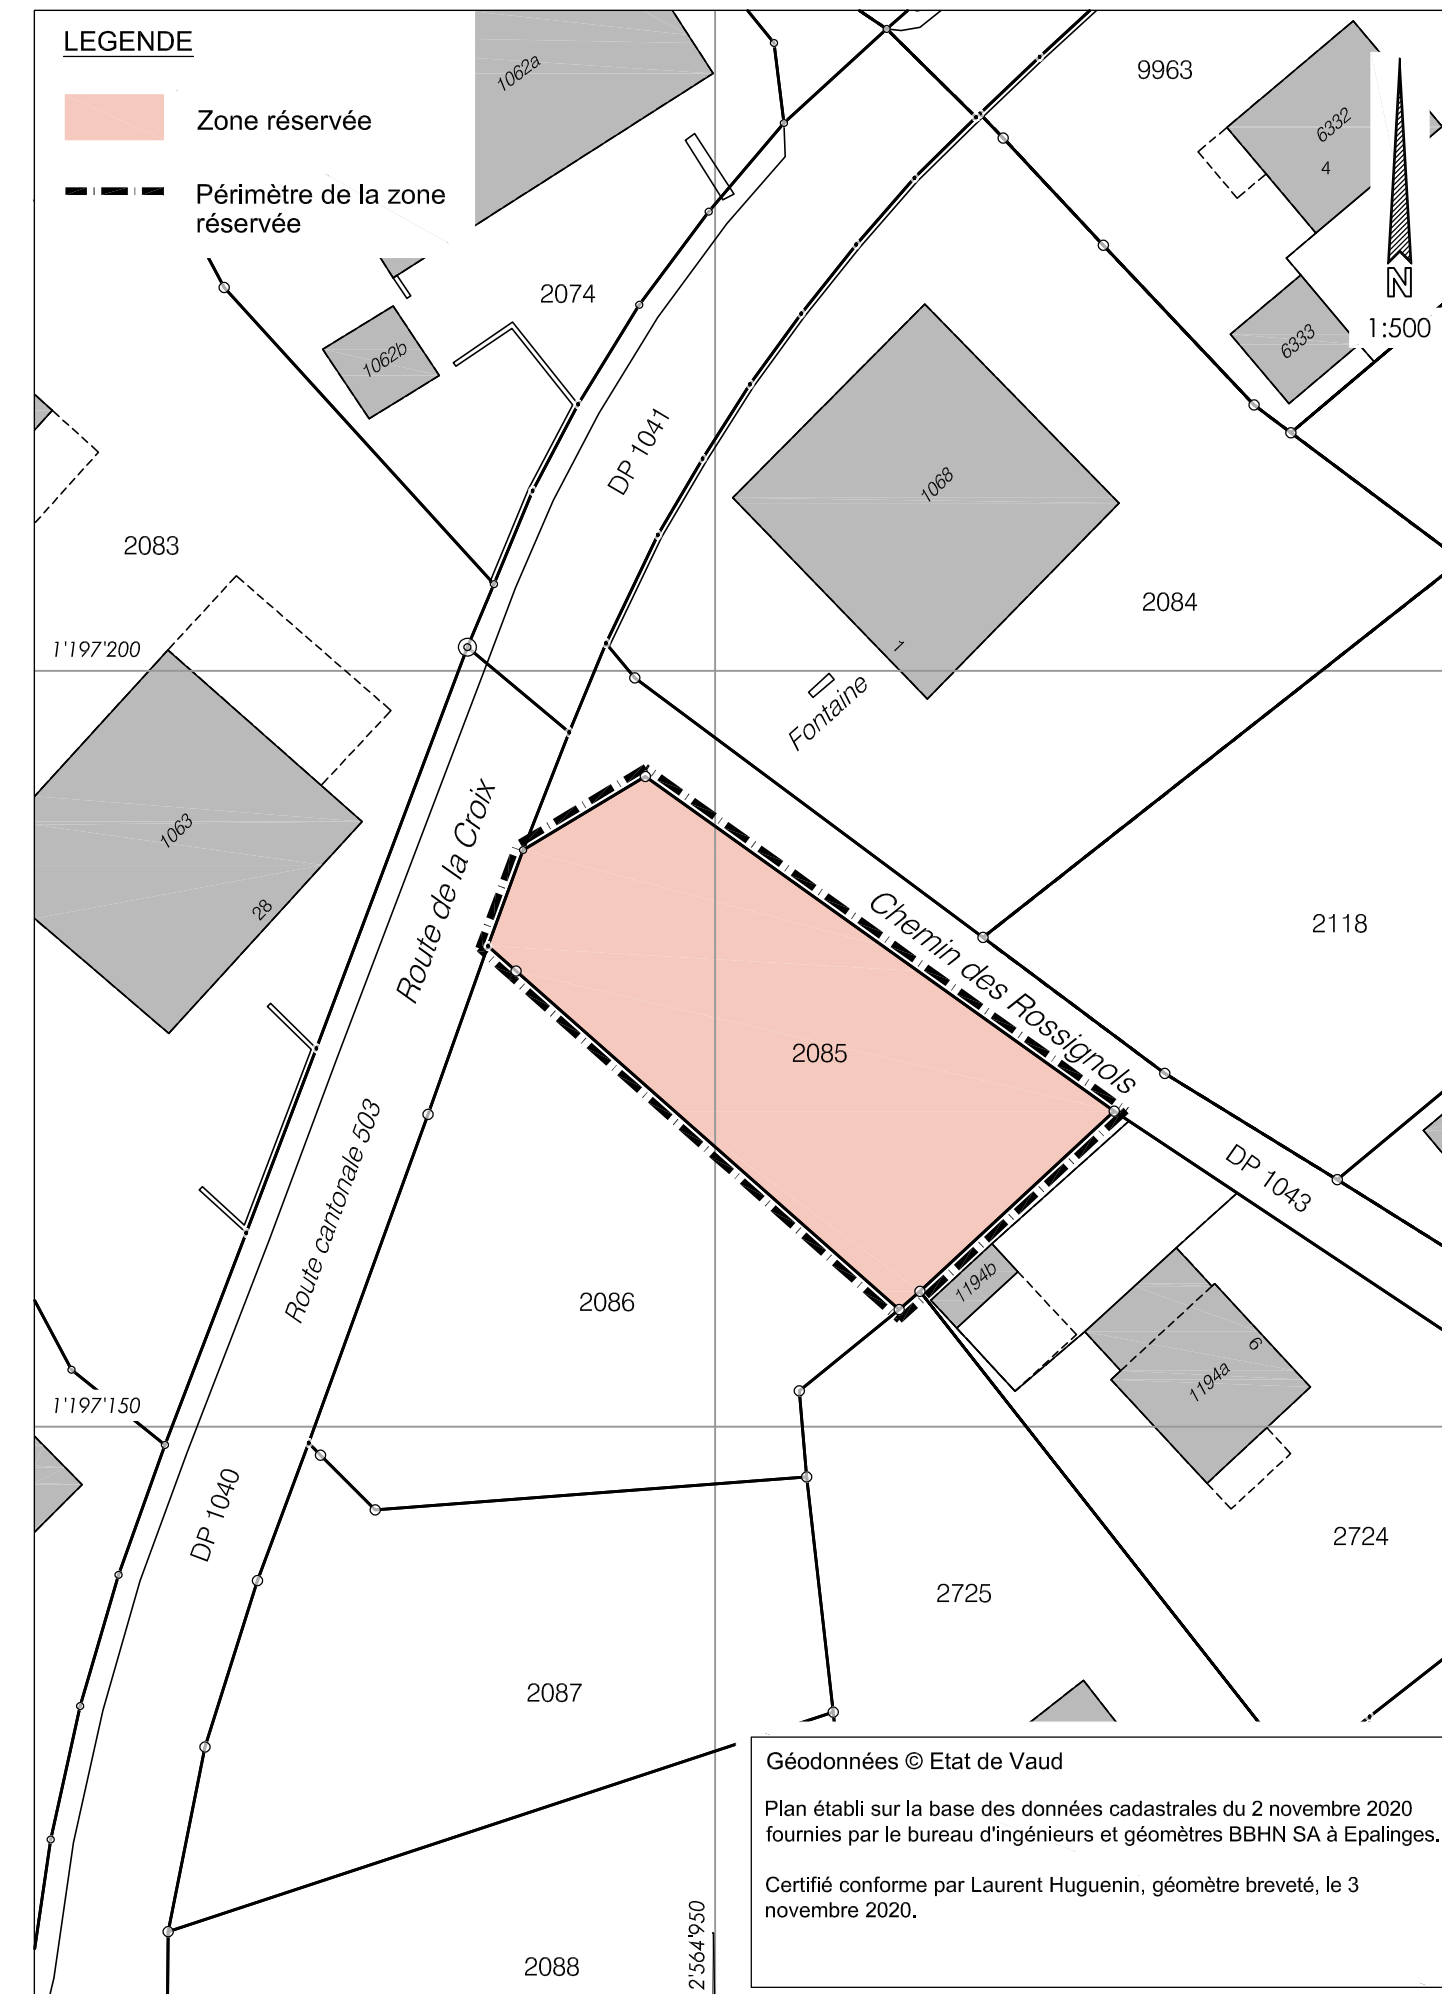 LEGENDE
Zone réservée
Périmètre de la zone
réservée
1062a
9963
6332
4
N
1:500
6333
2074
1062b
DP 1041
1068
2083
2084
1
1'197'200
Fontaine
1063
28
Route de la Croix
Chemin des Rossignols
2118
2085
Route cantonale 503
DP 1043
1194b
2086
6
1194a
1'197'150
DP 1040
2724
2725
2087
Géodonnées © Etat de Vaud
Plan établi sur la base des données cadastrales du 2 novembre 2020
fournies par le bureau d'ingénieurs et géomètres BBHN SA à Epalinges.
Certifié conforme par Laurent Huguenin, géomètre breveté, le 3
novembre 2020.
2'564'950
2088